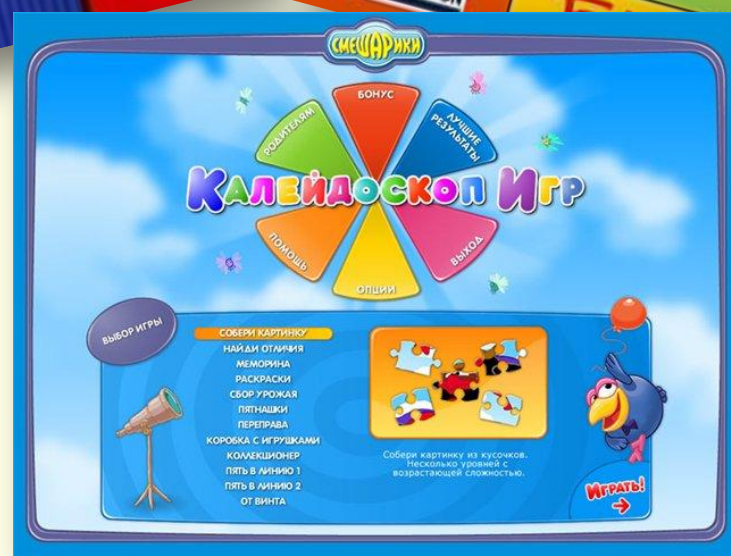 СМЕШАРИКИ
БОНУС
РОДИТЕЛЯМ
ЛУЧШИЕ
РЕЗУЛЬТАТЫ
КАЛЕЙДОСКОП ИГР
ПОМОЩЬ
ОПЦИИ
ВЫХОД
ВЫБОР ИГРЫ
СОБЕРИ КАРТИНКУ
НАЙДИ ОТЛИЧИЯ
МЕМОРИНА
РАСКРАСКИ
СБОР УРОЖАЯ
ПЯТНАШКИ
ПЕРЕПРАВА
КОРОБКА С ИГРУШКАМИ
КОЛЛЕКЦИОНЕР
ПЯТЬ В ЛИНИЮ 1
ПЯТЬ В ЛИНИЮ 2
ОТ ВИНТА
Собери картинку из кусочков.
Несколько уровней с
возрастающей сложностью.
ИГРАТЬ!